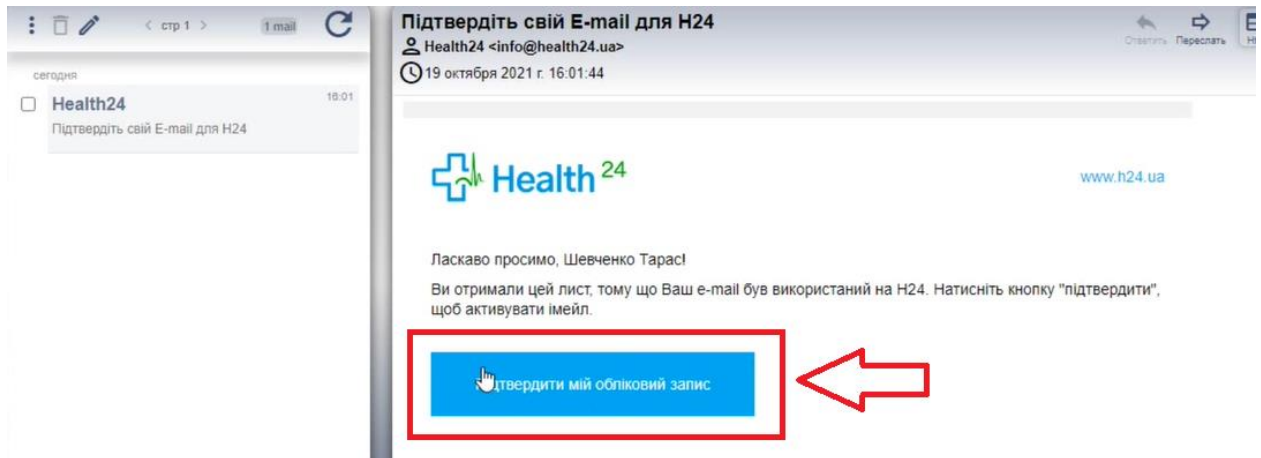 < стр 1 >
1 mail
сегодня
Health24
16:01
Підтвердіть свій E-mail для H24
Підтвердіть свій E-mail для H24
Health24 <info@health24.ua>
19 октября 2021 г. 16:01:44
Ответить
Переслать
Health 24
www.h24.ua
Ласкаво просимо, Шевченко Тарас!
Ви отримали цей лист, тому що Ваш e-mail був використаний на H24. Натисніть кнопку "підтвердити",
щоб активувати імейл.
твердити мій обліковий запис